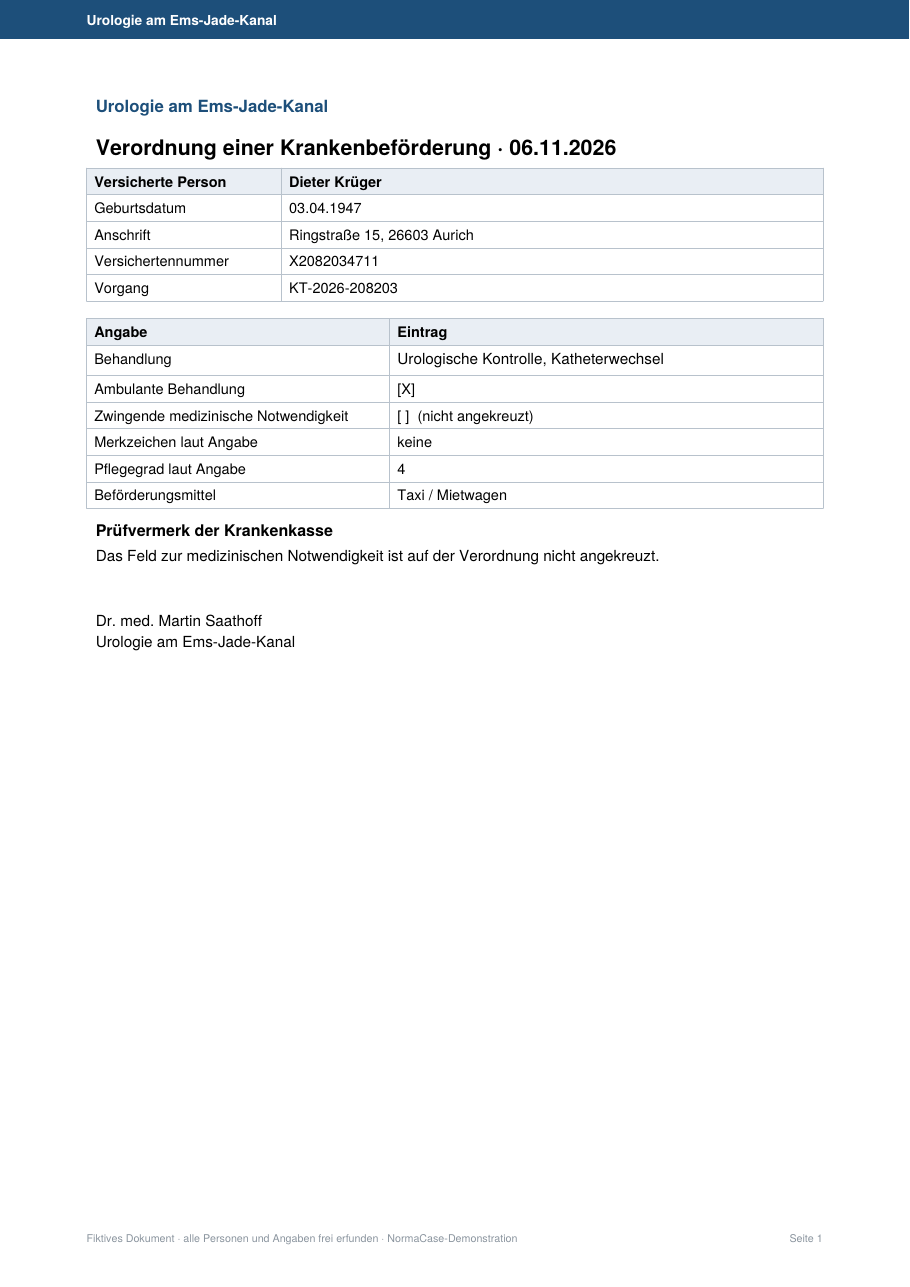 Urologie am Ems-Jade-Kanal
Urologie am Ems-Jade-Kanal
Verordnung einer Krankenbeförderung · 06.11.2026
Versicherte Person Dieter Krüger
Geburtsdatum 03.04.1947
Anschrift Ringstraße 15, 26603 Aurich
Versichertennummer X2082034711
Vorgang KT-2026-208203
Angabe Eintrag
Behandlung Urologische Kontrolle, Katheterwechsel
Ambulante Behandlung [X]
Zwingende medizinische Notwendigkeit [ ] (nicht angekreuzt)
Merkzeichen laut Angabe keine
Pflegegrad laut Angabe 4
Beförderungsmittel Taxi / Mietwagen
Prüfvermerk der Krankenkasse
Das Feld zur medizinischen Notwendigkeit ist auf der Verordnung nicht angekreuzt.
Dr. med. Martin Saathoff
Urologie am Ems-Jade-Kanal
Fiktives Dokument · alle Personen und Angaben frei erfunden · NormaCase-Demonstration Seite 1